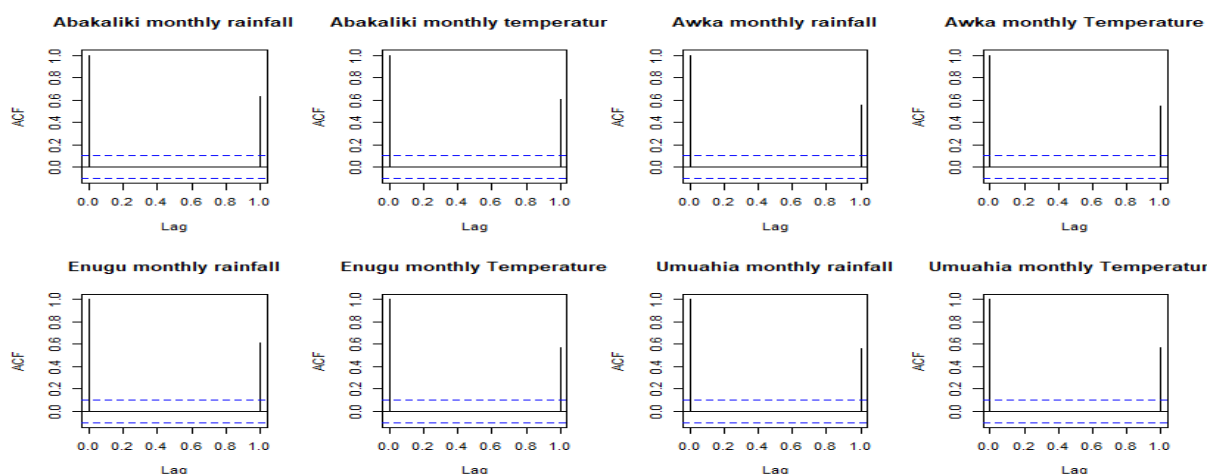 Abakaliki monthly rainfall
ACF
1.0
0.8
0.6
0.4
0.2
0.0
0.0 0.2 0.4 0.6 0.8 1.0
Lag
Abakaliki monthly temperatur
ACF
1.0
0.8
0.6
0.4
0.2
0.0
0.0 0.2 0.4 0.6 0.8 1.0
Lag
Awka monthly rainfall
ACF
1.0
0.8
0.6
0.4
0.2
0.0
0.0 0.2 0.4 0.6 0.8 1.0
Lag
Awka monthly Temperature
ACF
1.0
0.8
0.6
0.4
0.2
0.0
0.0 0.2 0.4 0.6 0.8 1.0
Lag
Enugu monthly rainfall
ACF
1.0
0.8
0.6
0.4
0.2
0.0
0.0 0.2 0.4 0.6 0.8 1.0
Lag
Enugu monthly Temperature
ACF
1.0
0.8
0.6
0.4
0.2
0.0
0.0 0.2 0.4 0.6 0.8 1.0
Lag
Umuahia monthly rainfall
ACF
1.0
0.8
0.6
0.4
0.2
0.0
0.0 0.2 0.4 0.6 0.8 1.0
Lag
Umuahia monthly Temperatur
ACF
1.0
0.8
0.6
0.4
0.2
0.0
0.0 0.2 0.4 0.6 0.8 1.0
Lag